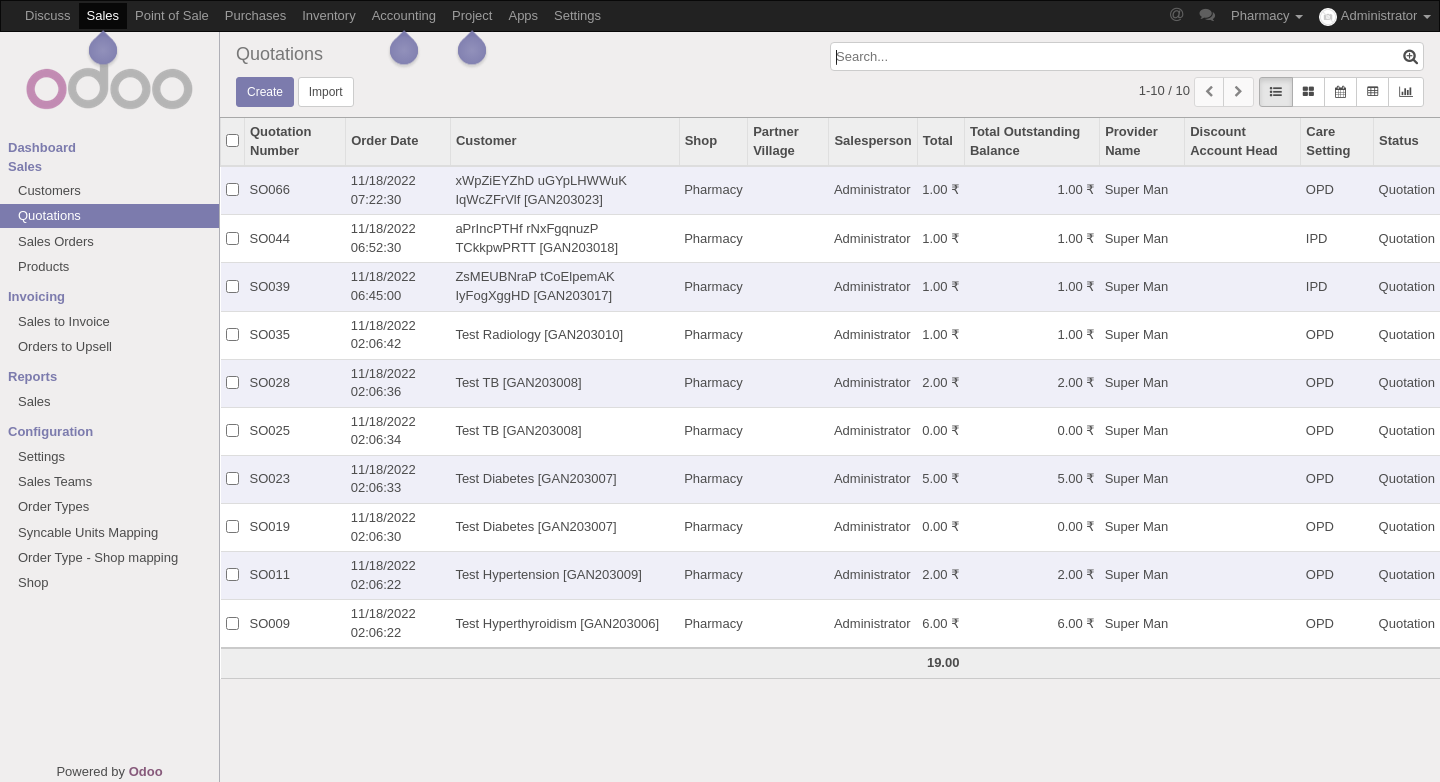 Discuss Sales Point of Sale Purchases Inventory Accounting Project Apps Settings @ Pharmacy Administrator
odoo
Dashboard
Sales
Customers
Quotations
Sales Orders
Products
Invoicing
Sales to Invoice
Orders to Upsell
Reports
Sales
Configuration
Settings
Sales Teams
Order Types
Syncable Units Mapping
Order Type - Shop mapping
Shop
Powered by Odoo
Quotations
Search...
Create Import
1-10 / 10
Quotation Number Order Date Customer Shop Partner Village Salesperson Total Total Outstanding Balance Provider Name Discount Account Head Care Setting Status
SO066 11/18/2022 07:22:30 xWpZiEYZhD uGYpLHWWuK IqWcZFrVlf [GAN203023] Pharmacy Administrator 1.00 ₹ 1.00 ₹ Super Man OPD Quotation
SO044 11/18/2022 06:52:30 aPrIncPTHf rNxFgqnuzP TCkkpwPRTT [GAN203018] Pharmacy Administrator 1.00 ₹ 1.00 ₹ Super Man IPD Quotation
SO039 11/18/2022 06:45:00 ZsMEUBNraP tCoElpemAK IyFogXggHD [GAN203017] Pharmacy Administrator 1.00 ₹ 1.00 ₹ Super Man IPD Quotation
SO035 11/18/2022 02:06:42 Test Radiology [GAN203010] Pharmacy Administrator 1.00 ₹ 1.00 ₹ Super Man OPD Quotation
SO028 11/18/2022 02:06:36 Test TB [GAN203008] Pharmacy Administrator 2.00 ₹ 2.00 ₹ Super Man OPD Quotation
SO025 11/18/2022 02:06:34 Test TB [GAN203008] Pharmacy Administrator 0.00 ₹ 0.00 ₹ Super Man OPD Quotation
SO023 11/18/2022 02:06:33 Test Diabetes [GAN203007] Pharmacy Administrator 5.00 ₹ 5.00 ₹ Super Man OPD Quotation
SO019 11/18/2022 02:06:30 Test Diabetes [GAN203007] Pharmacy Administrator 0.00 ₹ 0.00 ₹ Super Man OPD Quotation
SO011 11/18/2022 02:06:22 Test Hypertension [GAN203009] Pharmacy Administrator 2.00 ₹ 2.00 ₹ Super Man OPD Quotation
SO009 11/18/2022 02:06:22 Test Hyperthyroidism [GAN203006] Pharmacy Administrator 6.00 ₹ 6.00 ₹ Super Man OPD Quotation
19.00